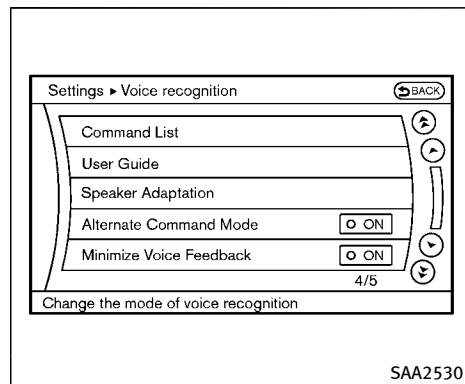 Settings ▸ Voice recognition
BACK
Command List
User Guide
Speaker Adaptation
Alternate Command Mode
ON
Minimize Voice Feedback
ON
4/5
Change the mode of voice recognition
SAA2530